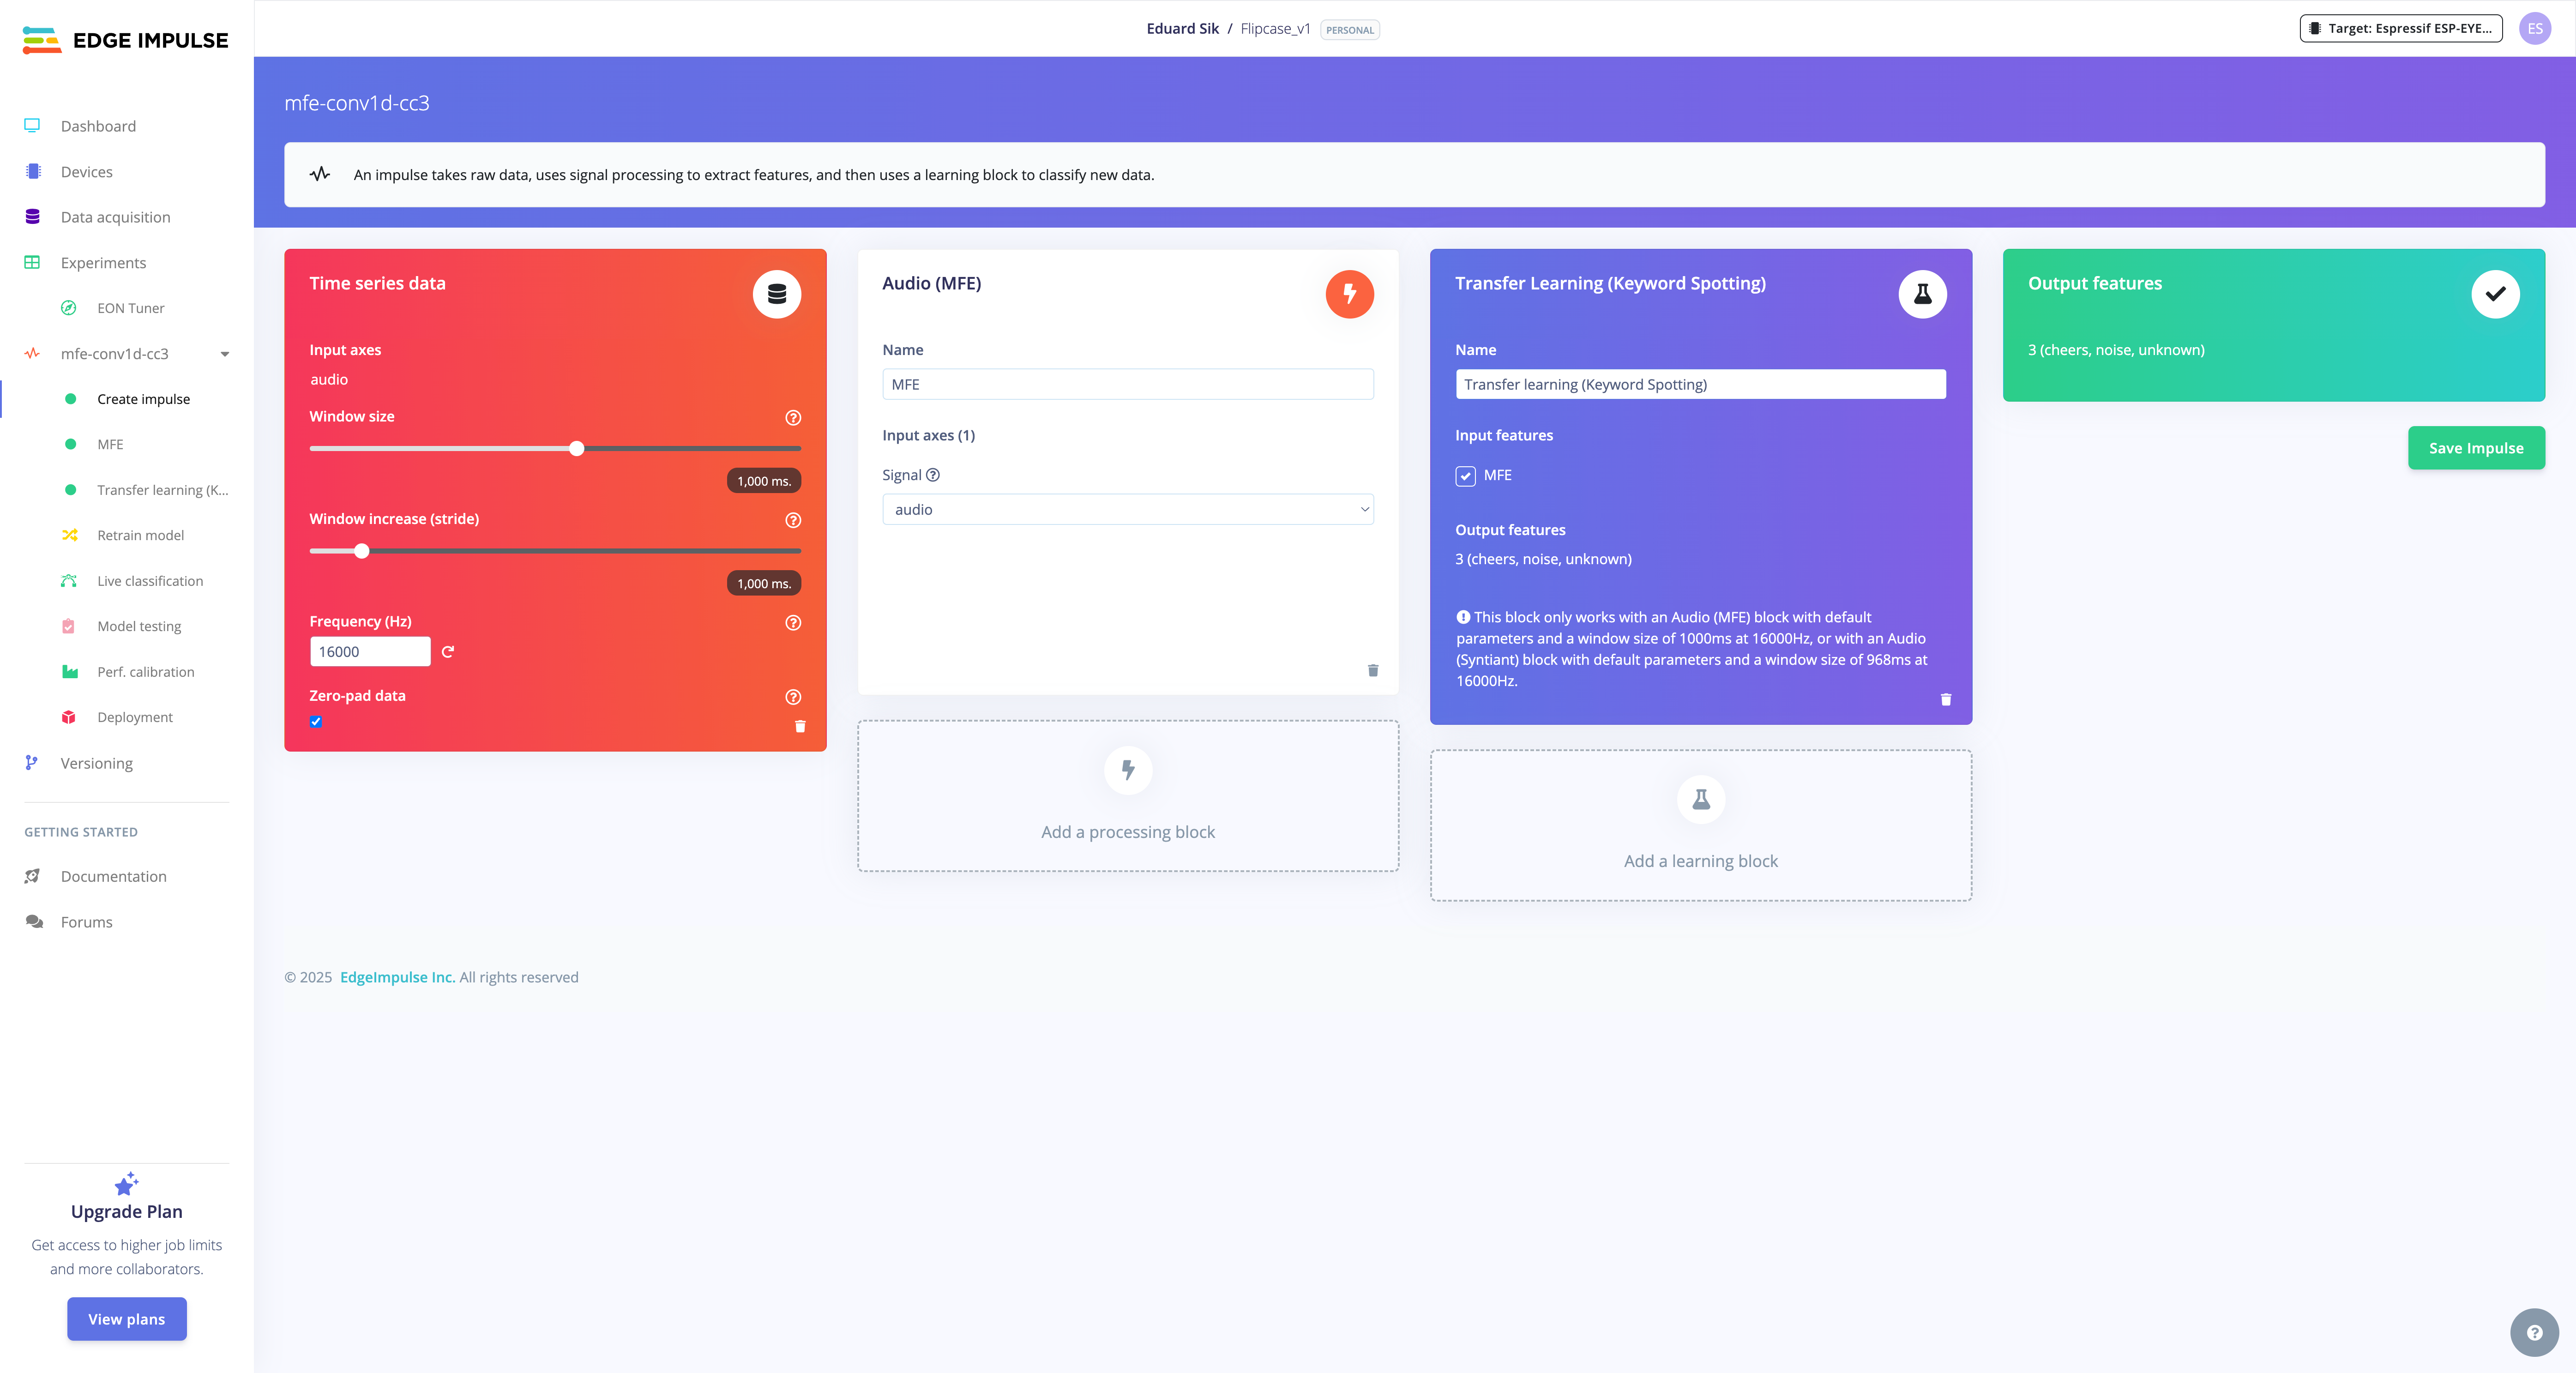 EDGE IMPULSE
Eduard Sik / Flipcase_v1 PERSONAL
Target: Espressif ESP-EYE...
ES
Dashboard
Devices
Data acquisition
Experiments
EON Tuner
mfe-conv1d-cc3
Create impulse
MFE
Transfer learning (K...
Retrain model
Live classification
Model testing
Perf. calibration
Deployment
Versioning
GETTING STARTED
Documentation
Forums
Upgrade Plan
Get access to higher job limits
and more collaborators.
View plans
mfe-conv1d-cc3
An impulse takes raw data, uses signal processing to extract features, and then uses a learning block to classify new data.
Time series data
Input axes
audio
Window size
1,000 ms.
Window increase (stride)
1,000 ms.
Frequency (Hz)
16000
Zero-pad data
Audio (MFE)
Name
MFE
Input axes (1)
Signal
audio
Add a processing block
Transfer Learning (Keyword Spotting)
Name
Transfer learning (Keyword Spotting)
Input features
MFE
Output features
3 (cheers, noise, unknown)
This block only works with an Audio (MFE) block with default
parameters and a window size of 1000ms at 16000Hz, or with an Audio
(Syntiant) block with default parameters and a window size of 968ms at
16000Hz.
Add a learning block
Output features
3 (cheers, noise, unknown)
Save Impulse
© 2025 EdgeImpulse Inc. All rights reserved